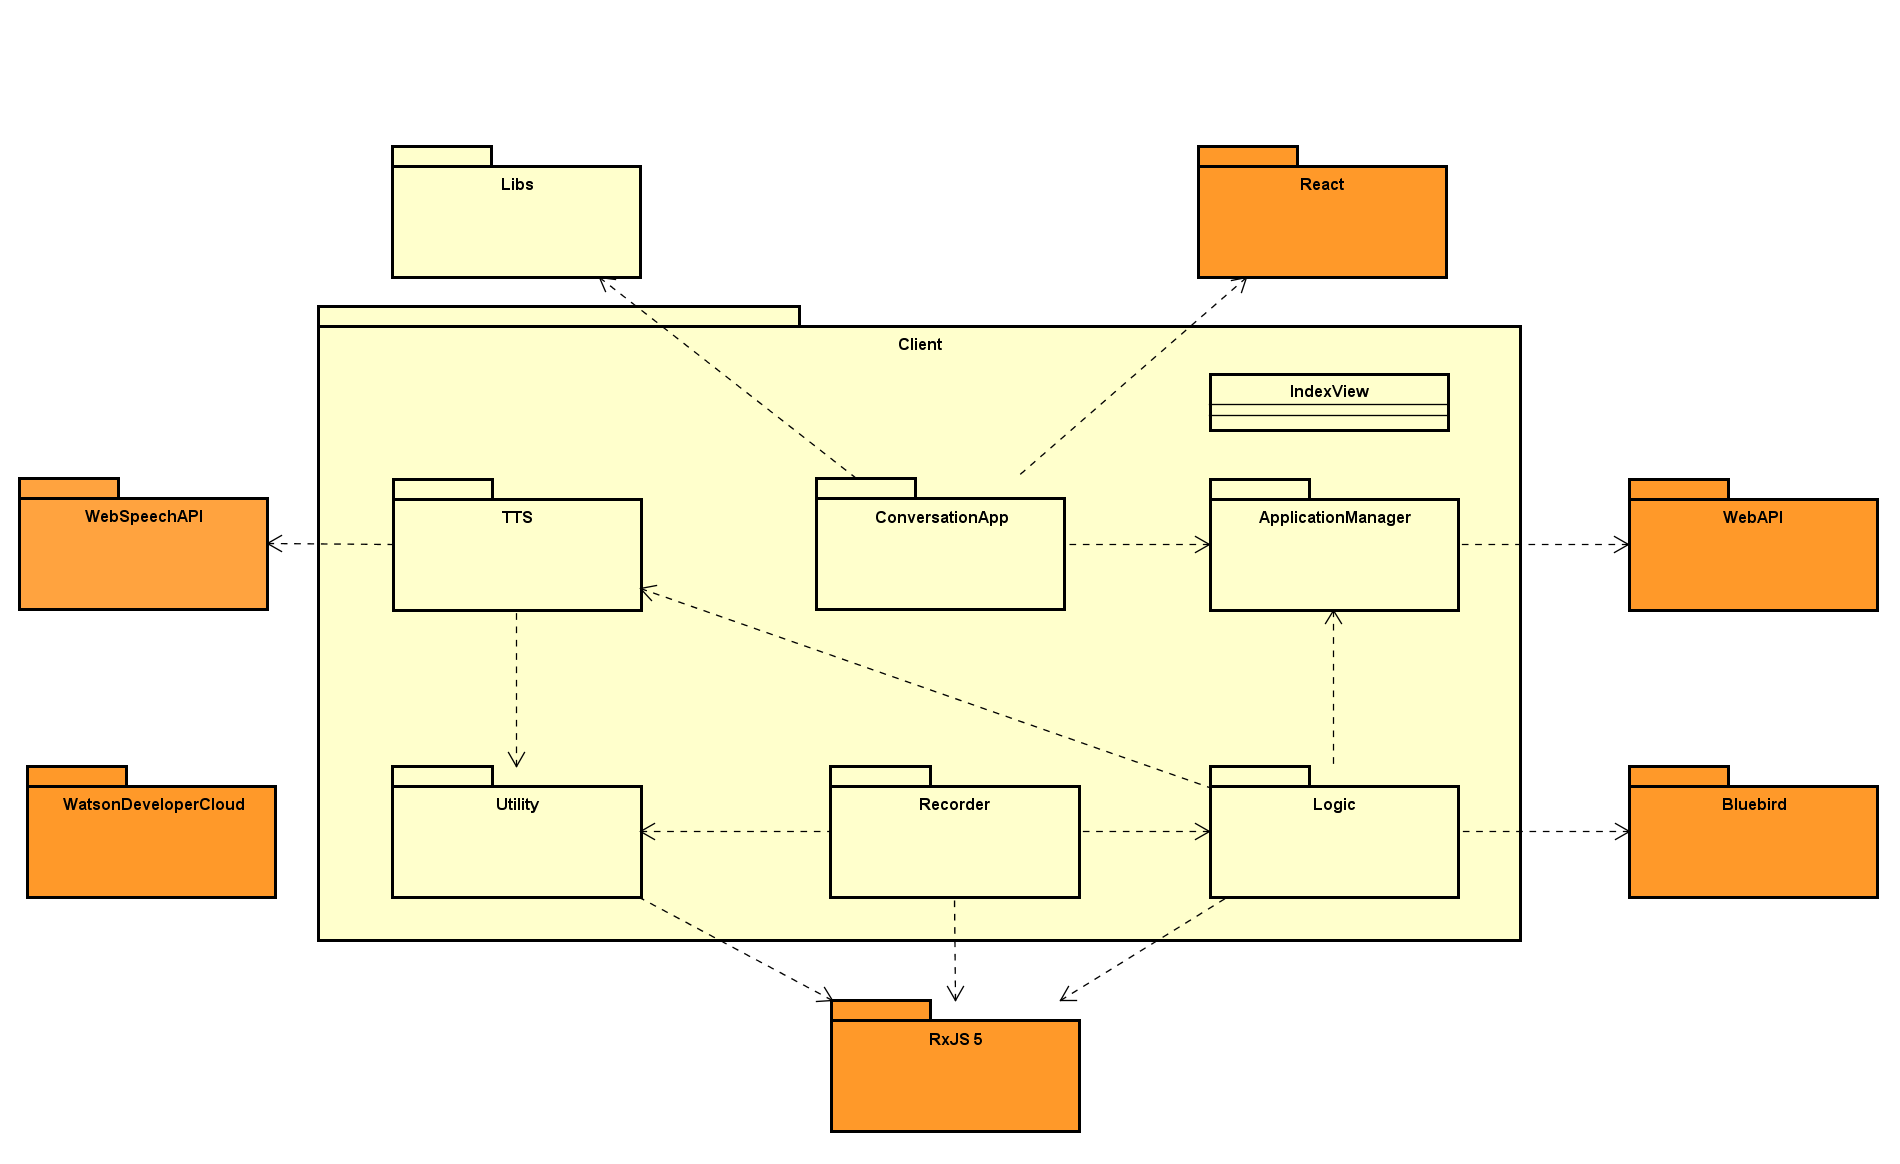 Libs
React
Client
IndexView
WebSpeechAPI
TTS
ConversationApp
ApplicationManager
WebAPI
WatsonDeveloperCloud
Utility
Recorder
Logic
Bluebird
RxJS 5